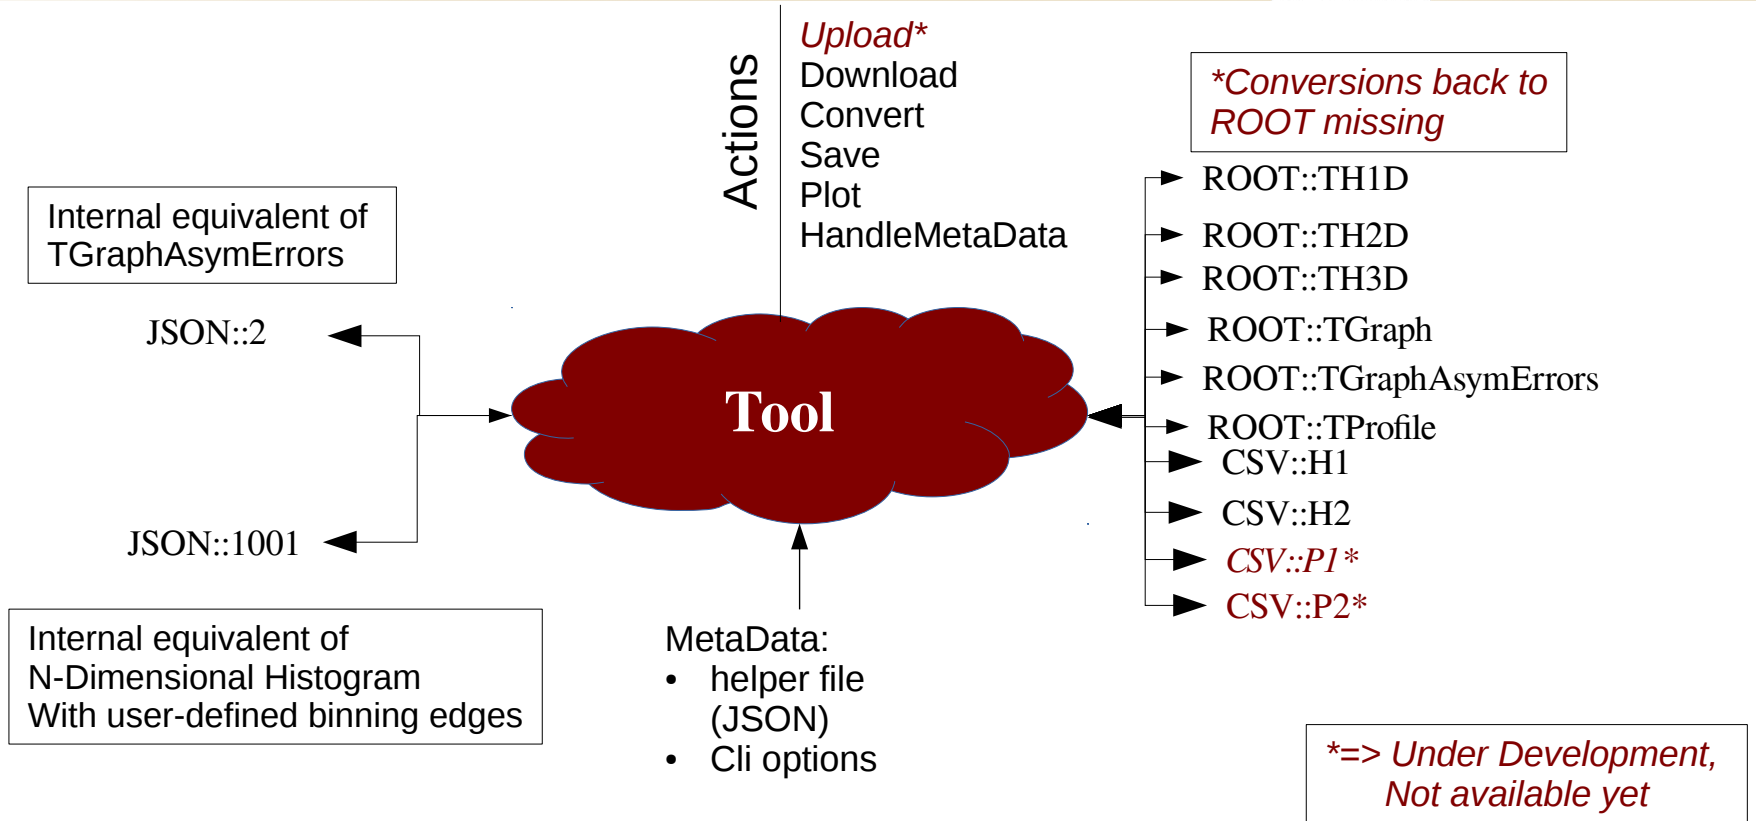 Actions
Upload*
Download
Convert
Save
Plot
HandleMetaData
*Conversions back to
ROOT missing
Internal equivalent of
TGraphAsymErrors
JSON::2
JSON::1001
Internal equivalent of
N-Dimensional Histogram
With user-defined binning edges
Tool
MetaData:
• helper file
(JSON)
• Cli options
ROOT::TH1D
ROOT::TH2D
ROOT::TH3D
ROOT::TGraph
ROOT::TGraphAsymErrors
ROOT::TProfile
CSV::H1
CSV::H2
CSV::P1*
CSV::P2*
*=> Under Development,
Not available yet